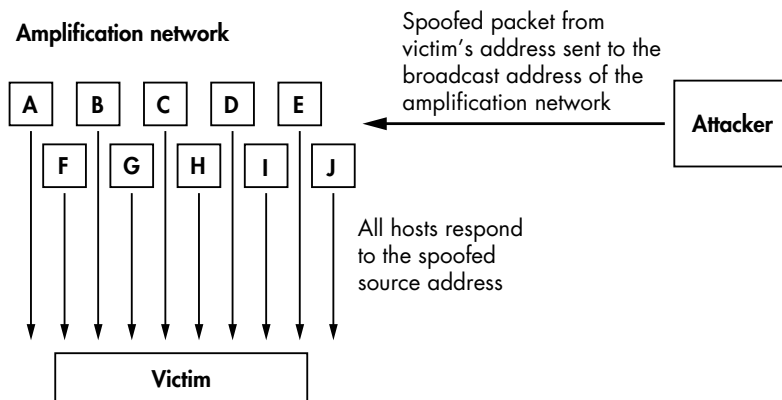 Amplification network
Spoofed packet from
victim’s address sent to the
broadcast address of the
amplification network
A B C D E
Attacker
F G H I J
All hosts respond
to the spoofed
source address
Victim